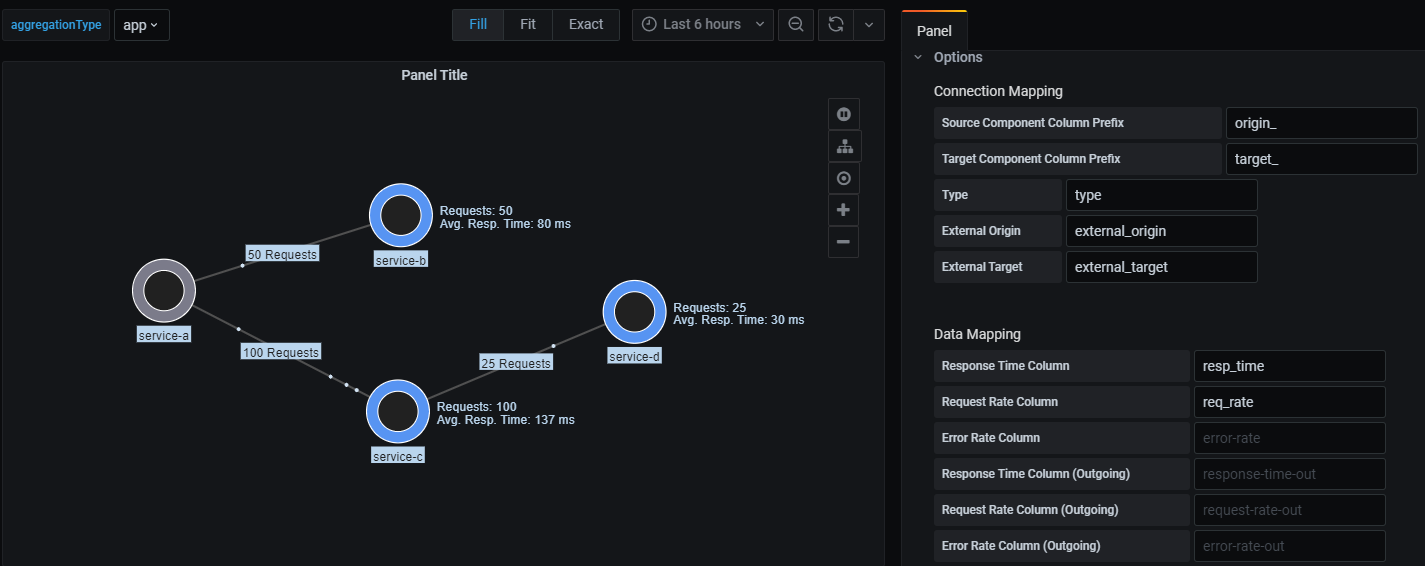 aggregationType
app
Fill
Fit
Exact
Last 6 hours
Panel Title
Requests: 50
Avg. Resp. Time: 80 ms
50 Requests
service-b
service-a
Requests: 25
Avg. Resp. Time: 30 ms
100 Requests
25 Requests
service-d
Requests: 100
Avg. Resp. Time: 137 ms
service-c
Panel
Options
Connection Mapping
Source Component Column Prefix
origin_
Target Component Column Prefix
target_
Type
type
External Origin
external_origin
External Target
external_target
Data Mapping
Response Time Column
resp_time
Request Rate Column
req_rate
Error Rate Column
error-rate
Response Time Column (Outgoing)
response-time-out
Request Rate Column (Outgoing)
request-rate-out
Error Rate Column (Outgoing)
error-rate-out